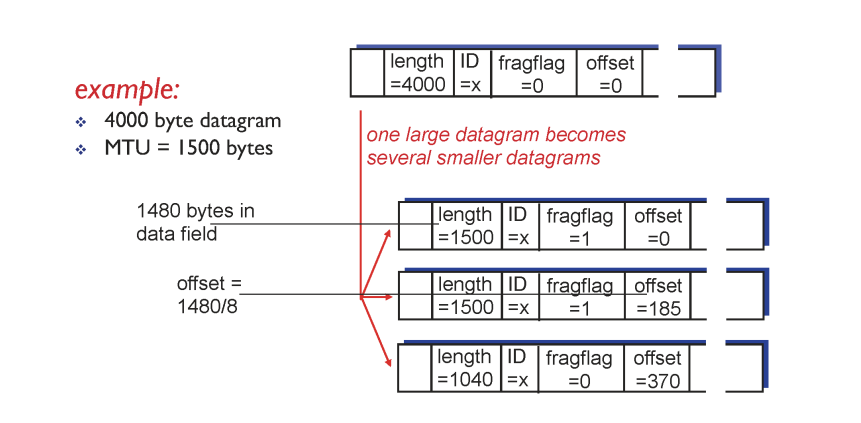 length ID fragflag offset
=4000 =x =0 =0
example:
4000 byte datagram
MTU = 1500 bytes
one large datagram becomes
several smaller datagrams
1480 bytes in
data field
length ID fragflag offset
=1500 =x =1 =0
offset =
1480/8
length ID fragflag offset
=1500 =x =1 =185
length ID fragflag offset
=1040 =x =0 =370